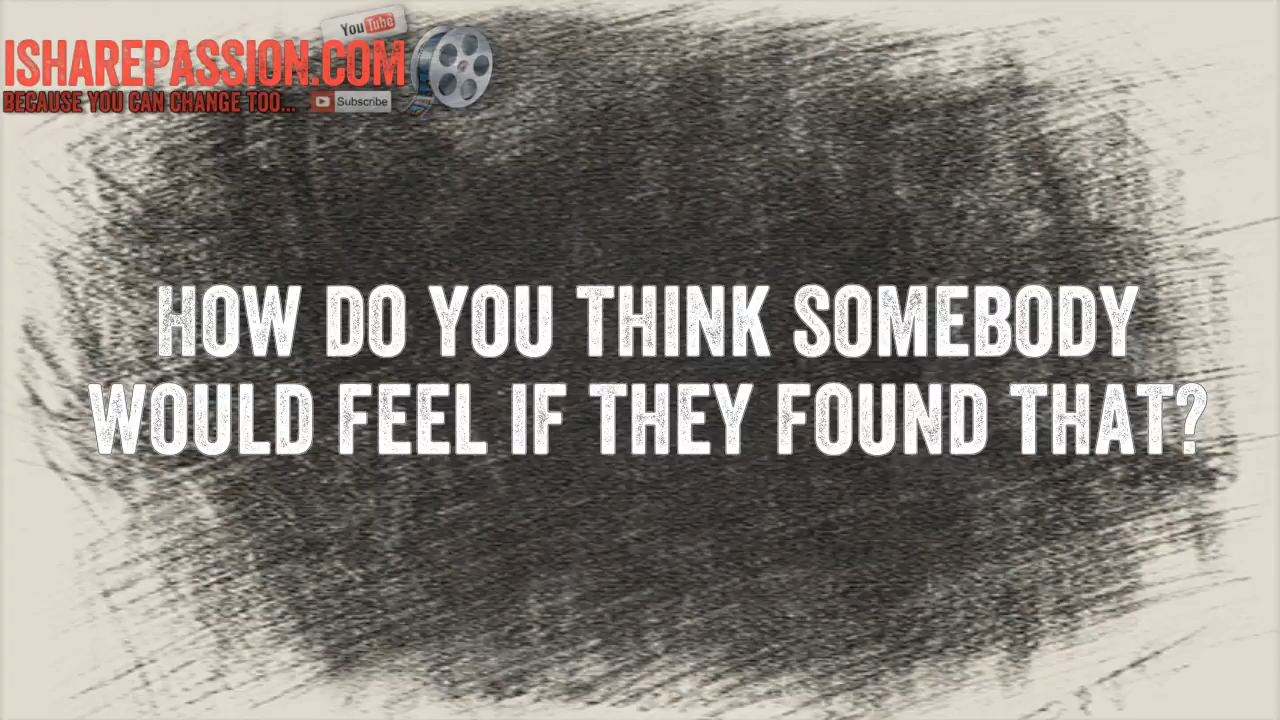 YouTube
ISHAREPASSION.COM
BECAUSE YOU CAN CHANGE TOO...
Subscribe
HOW DO YOU THINK SOMEBODY
WOULD FEEL IF THEY FOUND THAT?